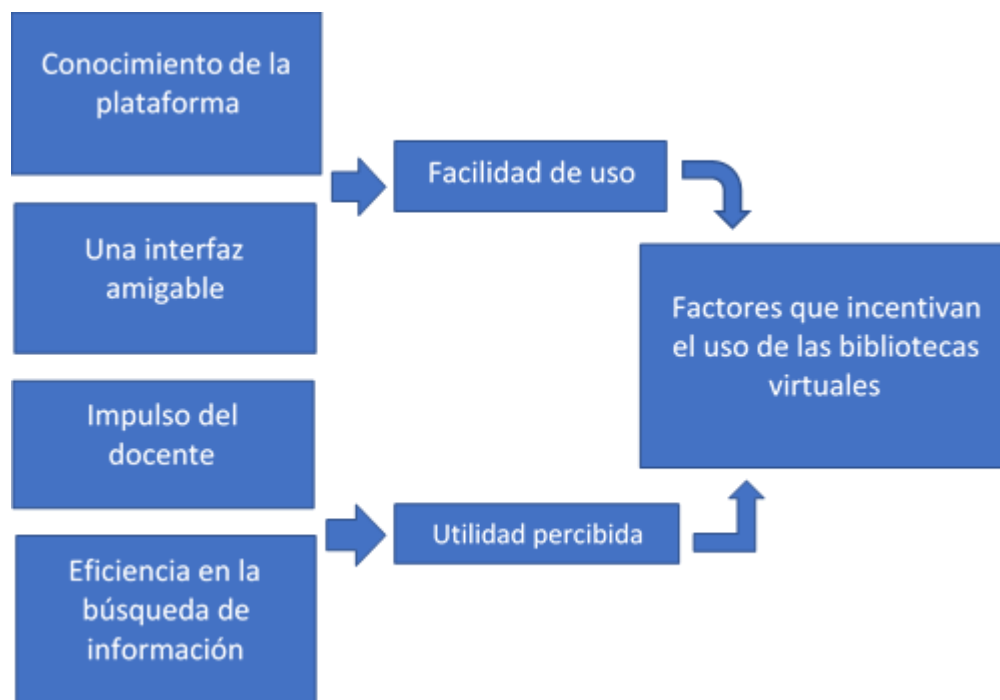 Conocimiento de la
plataforma
Una interfaz
amigable
Impulso del
docente
Eficiencia en la
búsqueda de
información
Facilidad de uso
Utilidad percibida
Factores que incentivan
el uso de las bibliotecas
virtuales